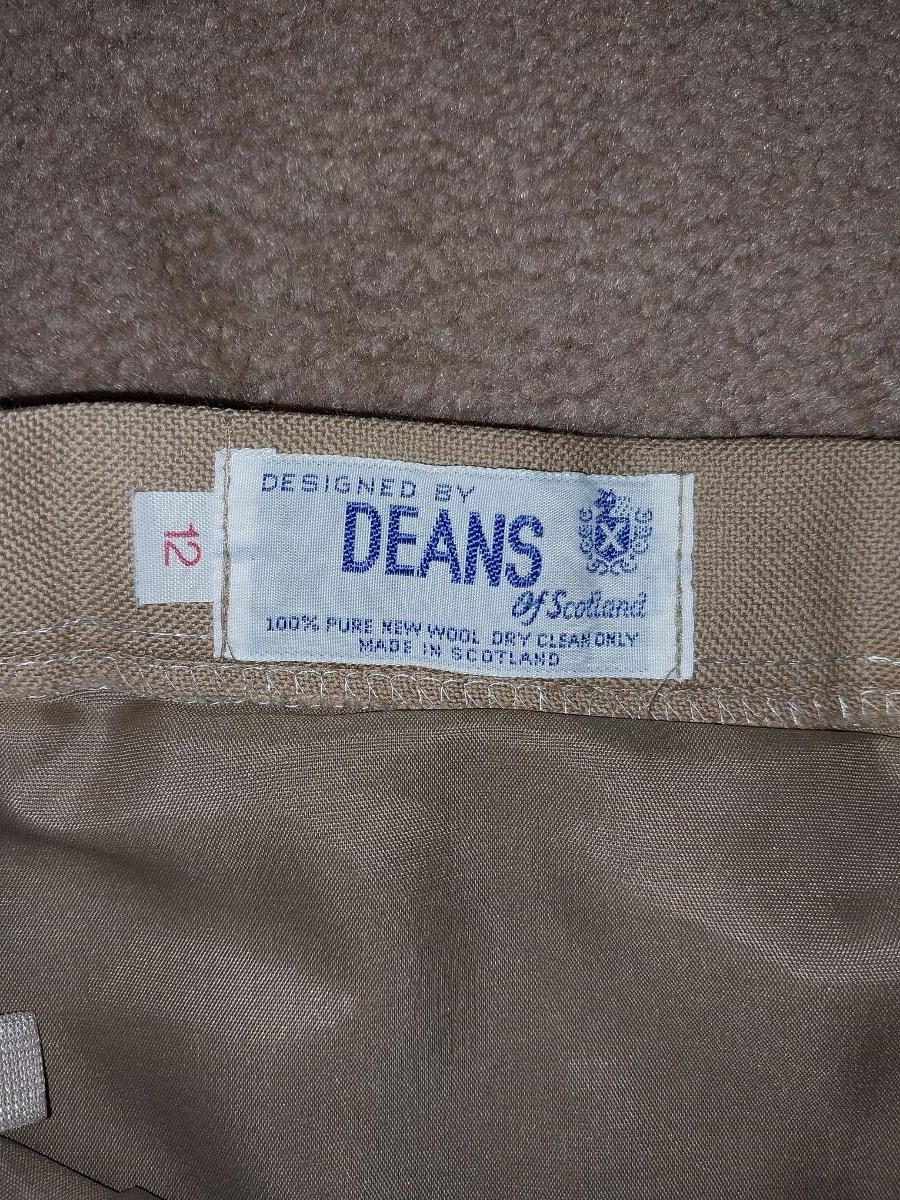 DESIGNED BY
DEANS
Of Scotland
100% PURE NEW WOOL DRY CLEAN ONLY
MADE IN SCOTLAND
12